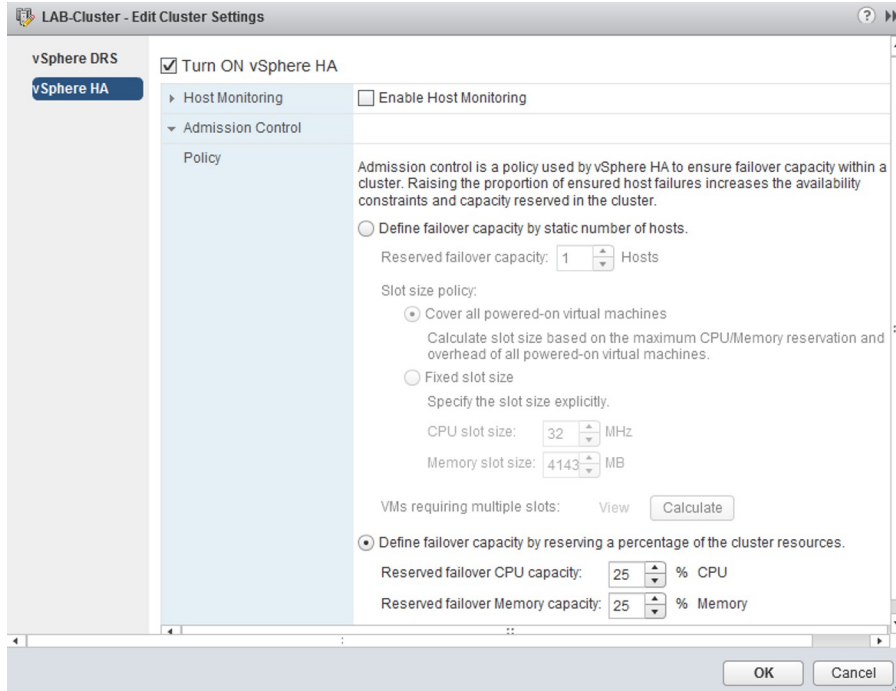 LAB-Cluster - Edit Cluster Settings
vSphere DRS
vSphere HA
Turn ON vSphere HA
Host Monitoring
Enable Host Monitoring
Admission Control
Policy
Admission control is a policy used by vSphere HA to ensure failover capacity within a
cluster. Raising the proportion of ensured host failures increases the availability
constraints and capacity reserved in the cluster.
Define failover capacity by static number of hosts.
Reserved failover capacity: 1 Hosts
Slot size policy:
Cover all powered-on virtual machines
Calculate slot size based on the maximum CPU/Memory reservation and
overhead of all powered-on virtual machines.
Fixed slot size
Specify the slot size explicitly.
CPU slot size: 32 MHz
Memory slot size: 4143 MB
VMs requiring multiple slots: View Calculate
Define failover capacity by reserving a percentage of the cluster resources.
Reserved failover CPU capacity: 25 % CPU
Reserved failover Memory capacity: 25 % Memory
OK Cancel